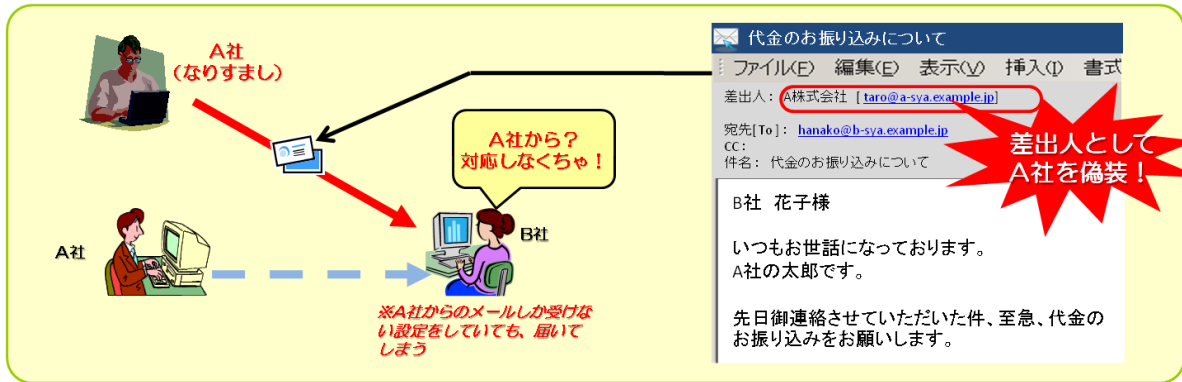 A社
(なりすまし)
A社から?
対応しなくちゃ!
A社
B社
※A社からのメールしか受けな
い設定をしていても、届いて
しまう
代金のお振り込みについて
ファイル(F) 編集(E) 表示(V) 挿入(I) 書式
差出人: A株式会社 [ taro@a-sya.example.jp]
宛先[To]: hanako@b-sya.example.jp
CC:
件名: 代金のお振り込みについて
差出人として
A社を偽装!
B社 花子様
いつもお世話になっております。
A社の太郎です。
先日御連絡させていただいた件、至急、代金の
お振り込みをお願いします。